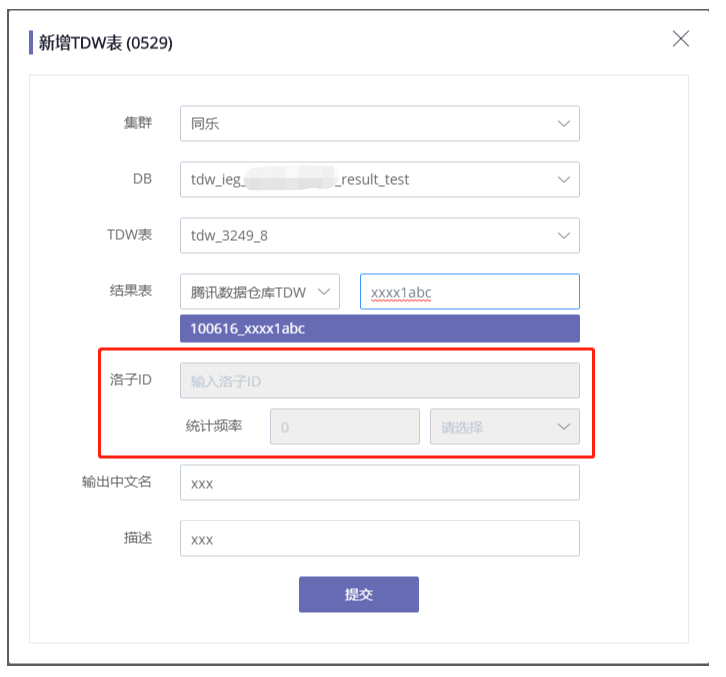 新增TDW表 (0529)
集群 同乐
DB tdw_ieg_ _result_test
TDW表 tdw_3249_8
结果表 腾讯数据仓库TDW xxxx1abc
100616_xxxx1abc
洛子ID 输入洛子ID
统计频率 0 请选择
输出中文名 xxx
描述 xxx
提交